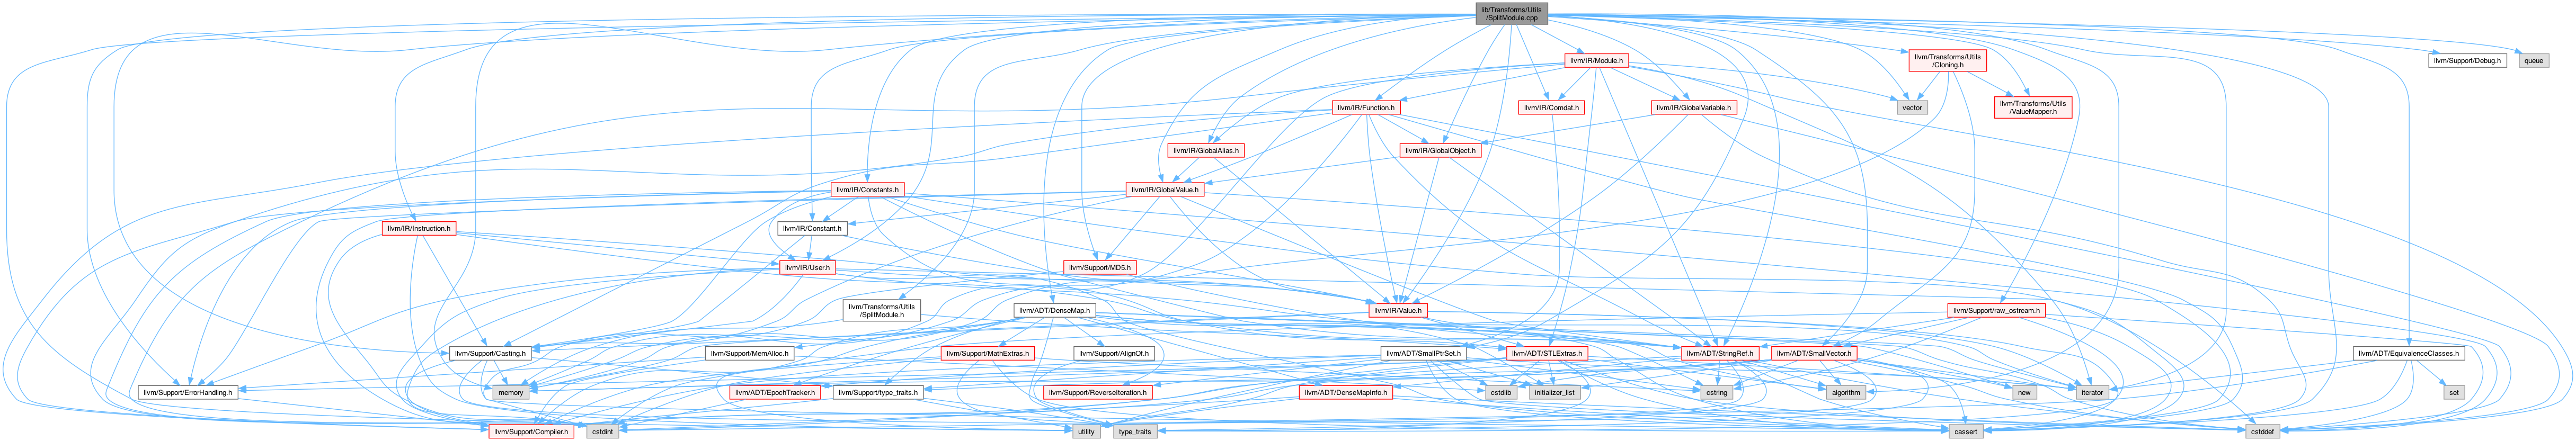 lib/Transforms/Utils
/SplitModule.cpp
llvm/IR/Module.h
llvm/Transforms/Utils
/Cloning.h
llvm/Support/Debug.h
queue
llvm/IR/Function.h
llvm/IR/Comdat.h
llvm/IR/GlobalVariable.h
vector
llvm/Transforms/Utils
/ValueMapper.h
llvm/IR/GlobalAlias.h
llvm/IR/GlobalObject.h
llvm/IR/Constants.h
llvm/IR/GlobalValue.h
llvm/IR/Instruction.h
llvm/IR/Constant.h
llvm/IR/User.h
llvm/Support/MD5.h
llvm/Transforms/Utils
/SplitModule.h
llvm/ADT/DenseMap.h
llvm/IR/Value.h
llvm/Support/raw_ostream.h
llvm/Support/Casting.h
llvm/Support/MemAlloc.h
llvm/Support/MathExtras.h
llvm/Support/AlignOf.h
llvm/ADT/SmallPtrSet.h
llvm/ADT/STLExtras.h
llvm/ADT/StringRef.h
llvm/ADT/SmallVector.h
llvm/ADT/EquivalenceClasses.h
llvm/Support/ErrorHandling.h
memory
llvm/ADT/EpochTracker.h
llvm/Support/type_traits.h
llvm/Support/ReverseIteration.h
cstdlib
initializer_list
llvm/ADT/DenseMapInfo.h
cstring
algorithm
new
iterator
set
llvm/Support/Compiler.h
cstdint
utility
type_traits
cassert
cstddef